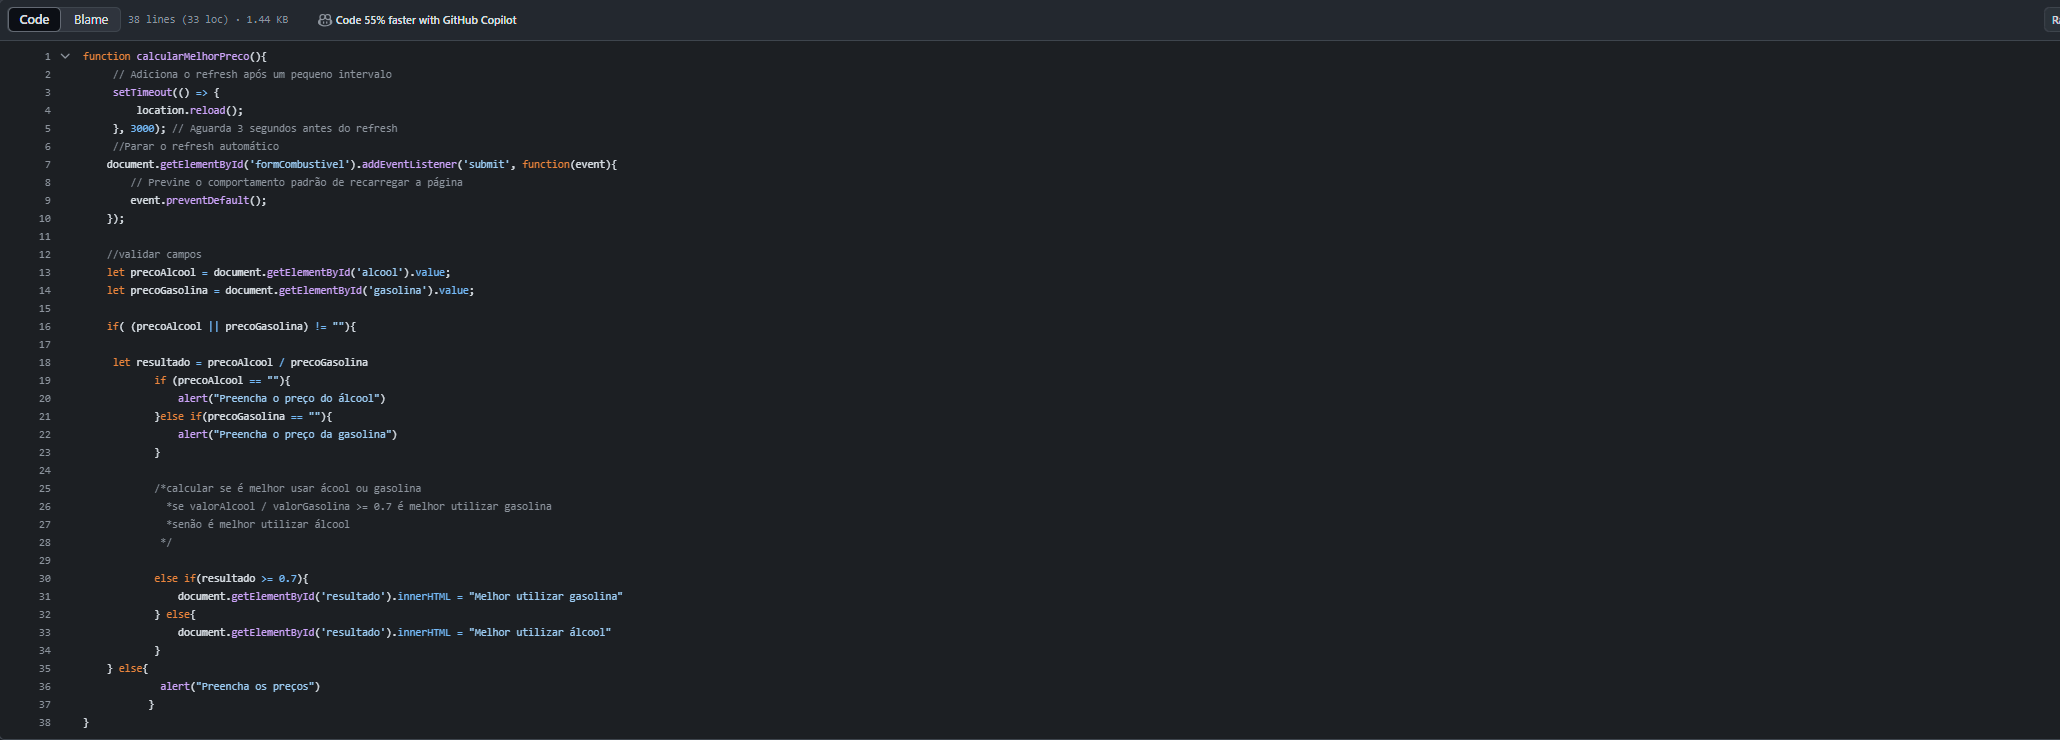 Code Blame 38 lines (33 loc) · 1.44 KB Code 55% faster with GitHub Copilot
1 function calcularMelhorPreco(){
2 // Adiciona o refresh após um pequeno intervalo
3 setTimeout(() => {
4 location.reload();
5 }, 3000); // Aguarda 3 segundos antes do refresh
6 //Parar o refresh automático
7 document.getElementById('formCombustivel').addEventListener('submit', function(event){
8 // Previne o comportamento padrão de recarregar a página
9 event.preventDefault();
10 });
11
12 //validar campos
13 let precoAlcool = document.getElementById('alcool').value;
14 let precoGasolina = document.getElementById('gasolina').value;
15
16 if( (precoAlcool || precoGasolina) != ""){
17
18 let resultado = precoAlcool / precoGasolina
19 if (precoAlcool == ""){
20 alert("Preencha o preço do álcool")
21 }else if(precoGasolina == ""){
22 alert("Preencha o preço da gasolina")
23 }
24
25 /*calcular se é melhor usar ácool ou gasolina
26 *se valorAlcool / valorGasolina >= 0.7 é melhor utilizar gasolina
27 *senão é melhor utilizar álcool
28 */
29
30 else if(resultado >= 0.7){
31 document.getElementById('resultado').innerHTML = "Melhor utilizar gasolina"
32 } else{
33 document.getElementById('resultado').innerHTML = "Melhor utilizar álcool"
34 }
35 } else{
36 alert("Preencha os preços")
37 }
38 }